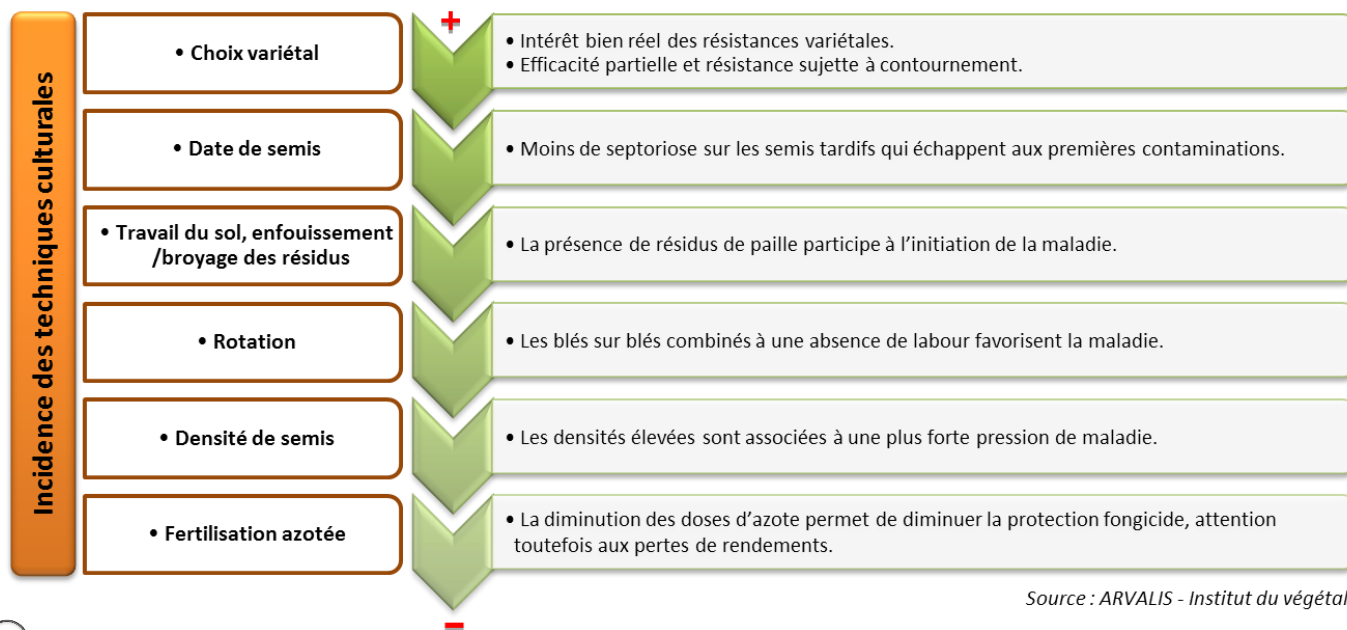 Incidence des techniques culturales
+
• Choix variétal
• Intérêt bien réel des résistances variétales.
• Efficacité partielle et résistance sujette à contournement.
• Date de semis
• Moins de septoriose sur les semis tardifs qui échappent aux premières contaminations.
• Travail du sol, enfouissement
/broyage des résidus
• La présence de résidus de paille participe à l'initiation de la maladie.
• Rotation
• Les blés sur blés combinés à une absence de labour favorisent la maladie.
• Densité de semis
• Les densités élevées sont associées à une plus forte pression de maladie.
• Fertilisation azotée
• La diminution des doses d'azote permet de diminuer la protection fongicide, attention
toutefois aux pertes de rendements.
Source : ARVALIS - Institut du végétal
-